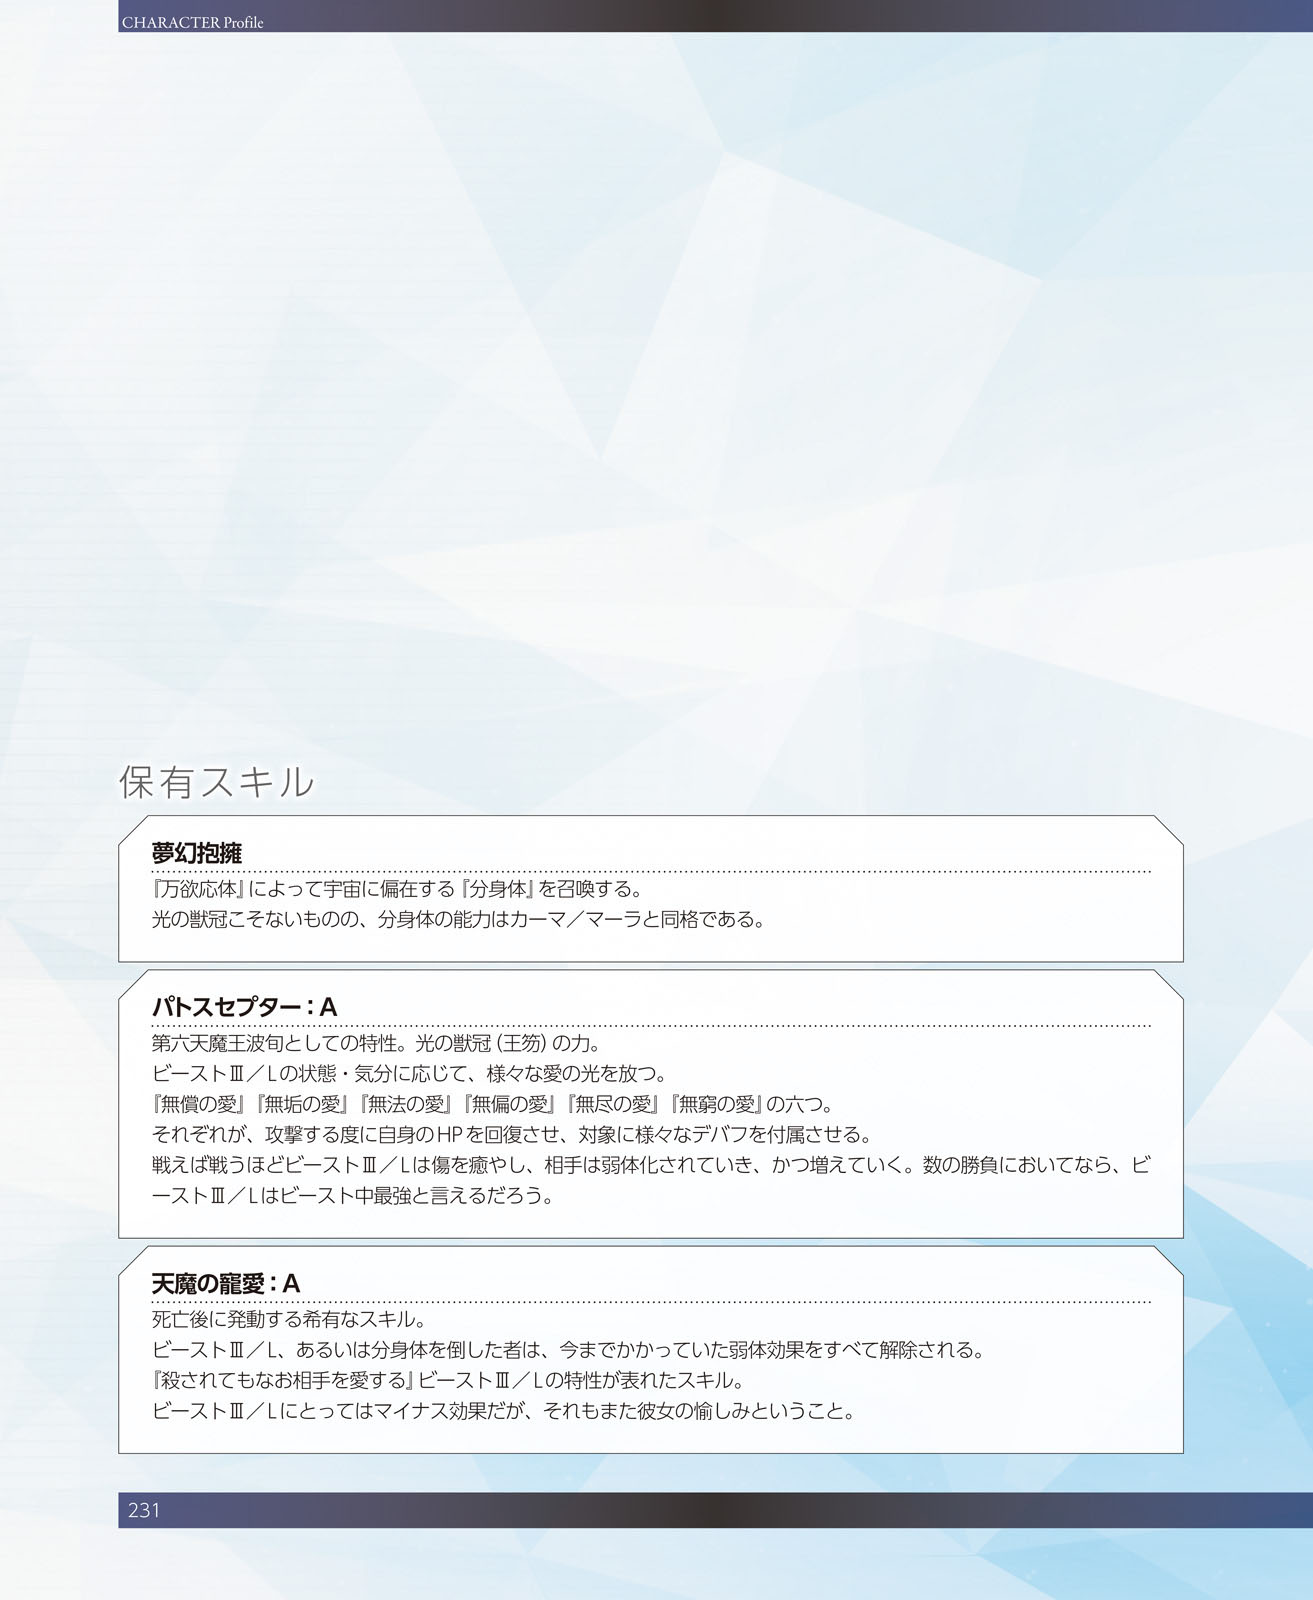 CHARACTER Profile
保有スキル
夢幻抱擁
『万欲応体』によって宇宙に偏在する『分身体』を召喚する。
光の獣冠こそないものの、分身体の能力はカーマ／マーラと同格である。
パトスセプター：A
第六天魔王波旬としての特性。光の獣冠（王笏）の力。
ビーストⅢ／Lの状態・気分に応じて、様々な愛の光を放つ。
『無償の愛』『無垢の愛』『無法の愛』『無偏の愛』『無尽の愛』『無窮の愛』の六つ。
それぞれが、攻撃する度に自身のHPを回復させ、対象に様々なデバフを付属させる。
戦えば戦うほどビーストⅢ／Lは傷を癒やし、相手は弱体化されていき、かつ増えていく。数の勝負においてなら、ビ
ーストⅢ／Lはビースト中最強と言えるだろう。
天魔の寵愛：A
死亡後に発動する希有なスキル。
ビーストⅢ／L、あるいは分身体を倒した者は、今までかかっていた弱体効果をすべて解除される。
『殺されてもなお相手を愛する』ビーストⅢ／Lの特性が表れたスキル。
ビーストⅢ／Lにとってはマイナス効果だが、それもまた彼女の愉しみということ。
231